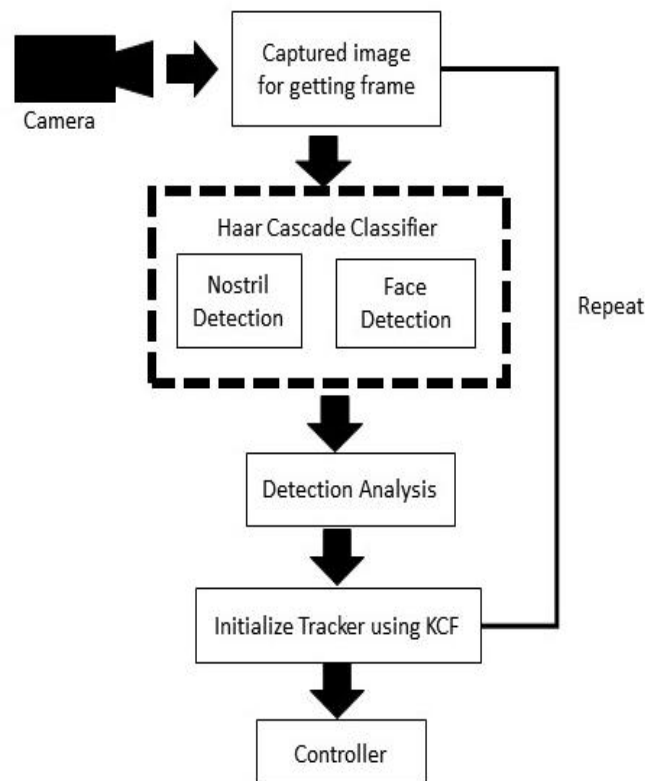 Captured image
for getting frame
Camera
Haar Cascade Classifier
Nostril
Detection
Face
Detection
Repeat
Detection Analysis
Initialize Tracker using KCF
Controller